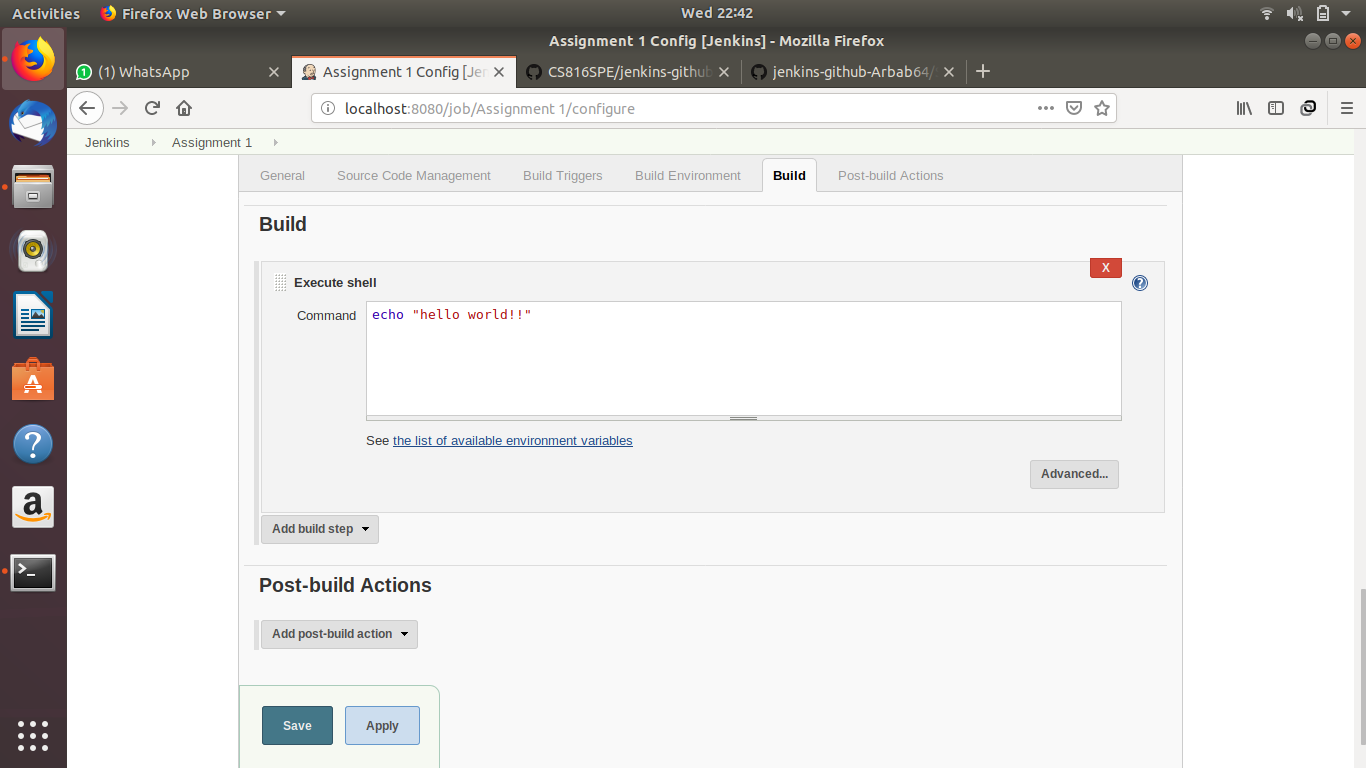 Activities Firefox Web Browser Wed 22:42
Assignment 1 Config [Jenkins] - Mozilla Firefox
(1) WhatsApp Assignment 1 Config [Jen CS816SPE/jenkins-github jenkins-github-Arbab64/
localhost:8080/job/Assignment 1/configure
Jenkins Assignment 1
General Source Code Management Build Triggers Build Environment Build Post-build Actions
Build
X
Execute shell
Command echo "hello world!!"
See the list of available environment variables
Advanced...
Add build step
Post-build Actions
Add post-build action
Save Apply